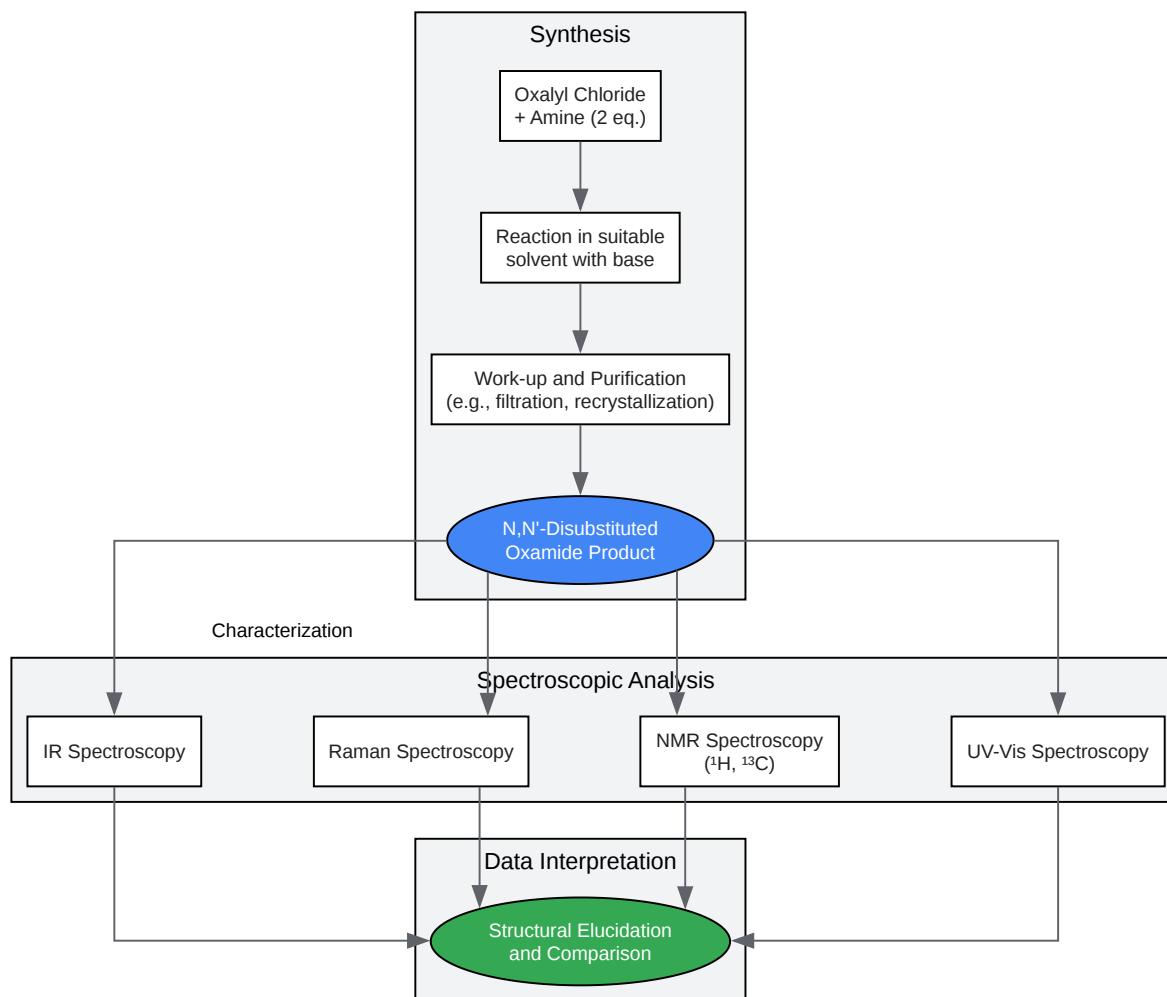 Synthesis
Oxalyl Chloride
+ Amine (2 eq.)
Reaction in suitable
solvent with base
Work-up and Purification
(e.g., filtration, recrystallization)
N,N'-Disubstituted
Oxamide Product
Characterization
Spectroscopic Analysis
IR Spectroscopy
Raman Spectroscopy
NMR Spectroscopy
(¹H, ¹³C)
UV-Vis Spectroscopy
Data Interpretation
Structural Elucidation
and Comparison